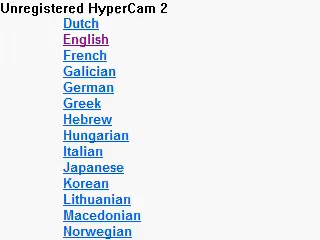 Unregistered HyperCam 2
Dutch
English
French
Galician
German
Greek
Hebrew
Hungarian
Italian
Japanese
Korean
Lithuanian
Macedonian
Norwegian